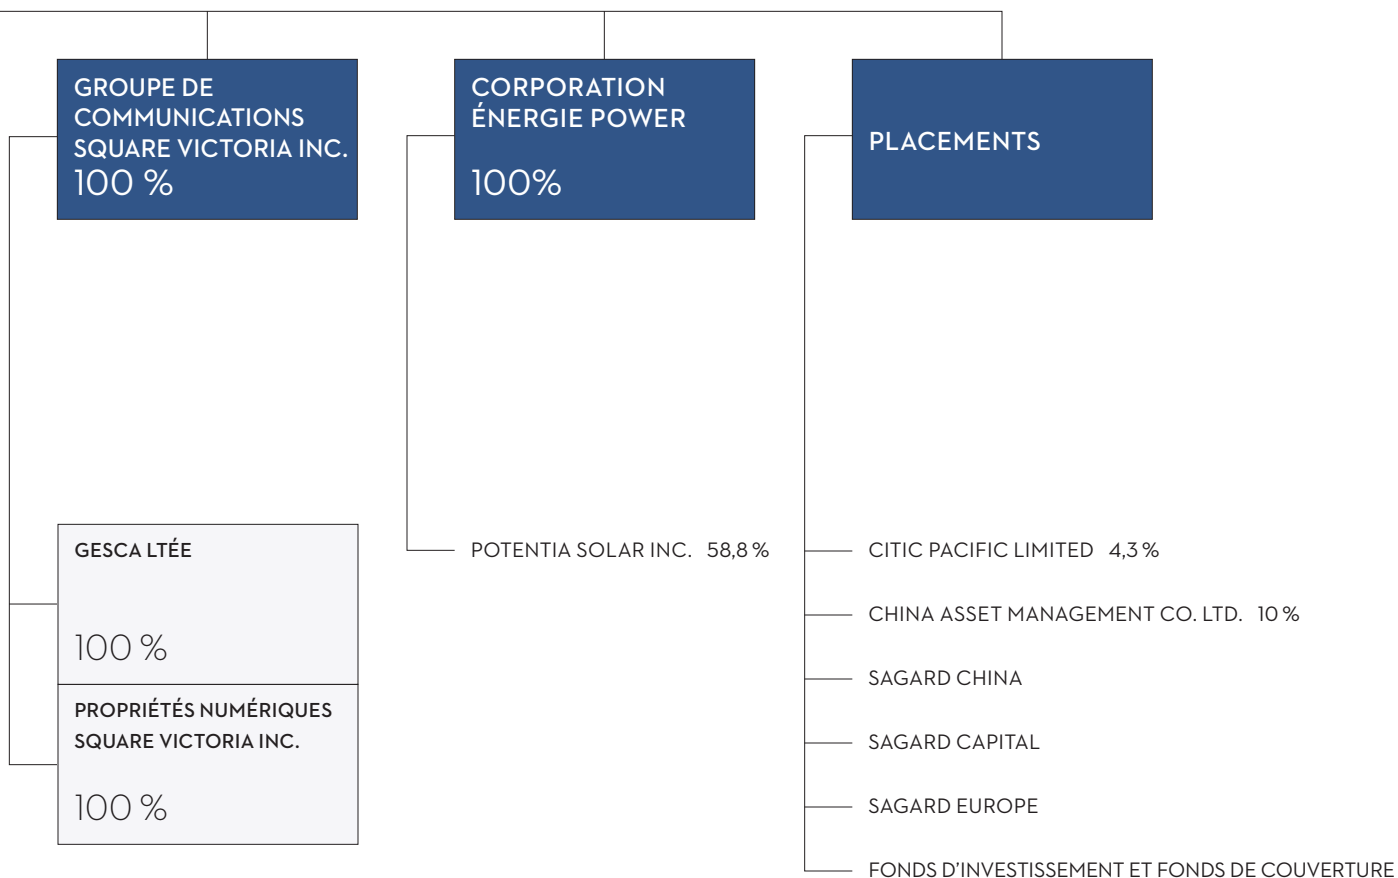 GROUPE DE
COMMUNICATIONS
SQUARE VICTORIA INC.
100 %
GESCA LTÉE
100 %
PROPRIÉTÉS NUMÉRIQUES
SQUARE VICTORIA INC.
100 %
CORPORATION
ÉNERGIE POWER
100%
POTENTIA SOLAR INC. 58,8 %
PLACEMENTS
CITIC PACIFIC LIMITED 4,3 %
CHINA ASSET MANAGEMENT CO. LTD. 10 %
SAGARD CHINA
SAGARD CAPITAL
SAGARD EUROPE
FONDS D'INVESTISSEMENT ET FONDS DE COUVERTURE